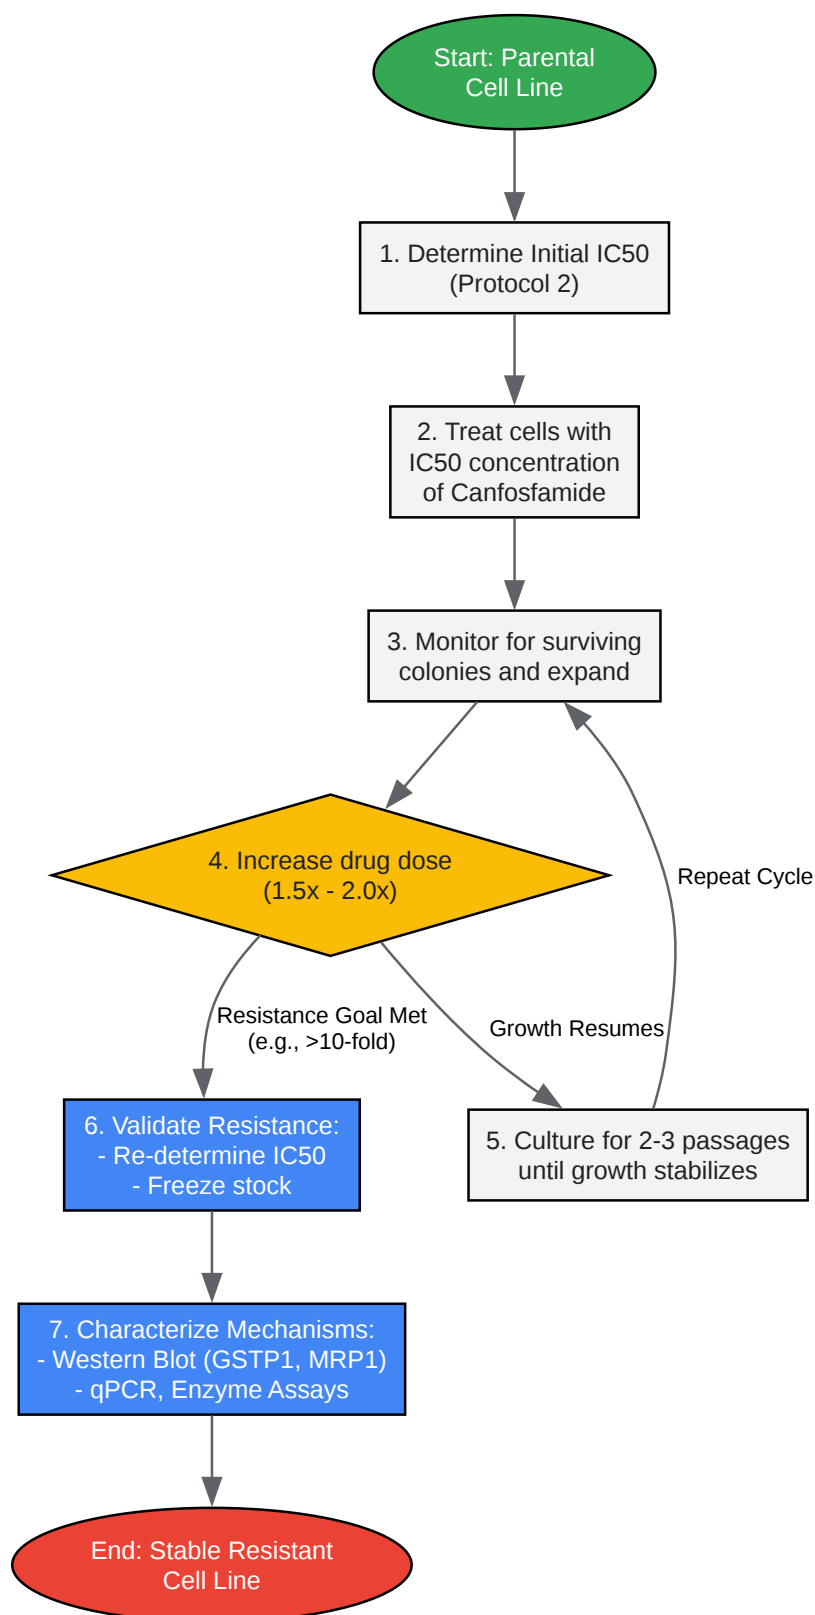 Start: Parental
Cell Line
1. Determine Initial IC50
(Protocol 2)
2. Treat cells with
IC50 concentration
of Canfosfamide
3. Monitor for surviving
colonies and expand
4. Increase drug dose
(1.5x - 2.0x)
Repeat Cycle
Resistance Goal Met
(e.g., >10-fold)
Growth Resumes
5. Culture for 2-3 passages
until growth stabilizes
6. Validate Resistance:
- Re-determine IC50
- Freeze stock
7. Characterize Mechanisms:
- Western Blot (GSTP1, MRP1)
- qPCR, Enzyme Assays
End: Stable Resistant
Cell Line